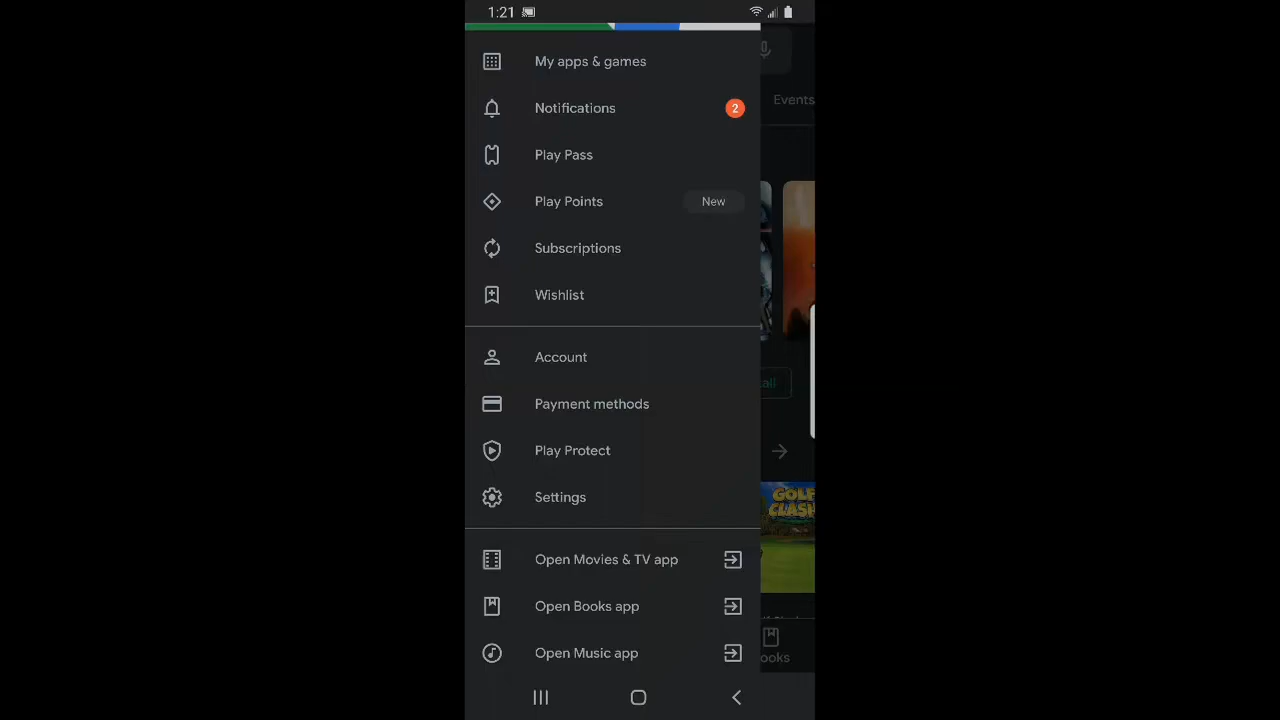 1:21
My apps & games
Notifications
2
Play Pass
Play Points
New
Subscriptions
Wishlist
Account
Payment methods
Play Protect
Settings
Open Movies & TV app
Open Books app
Open Music app
Events
all
GOLF
CLASH
ooks